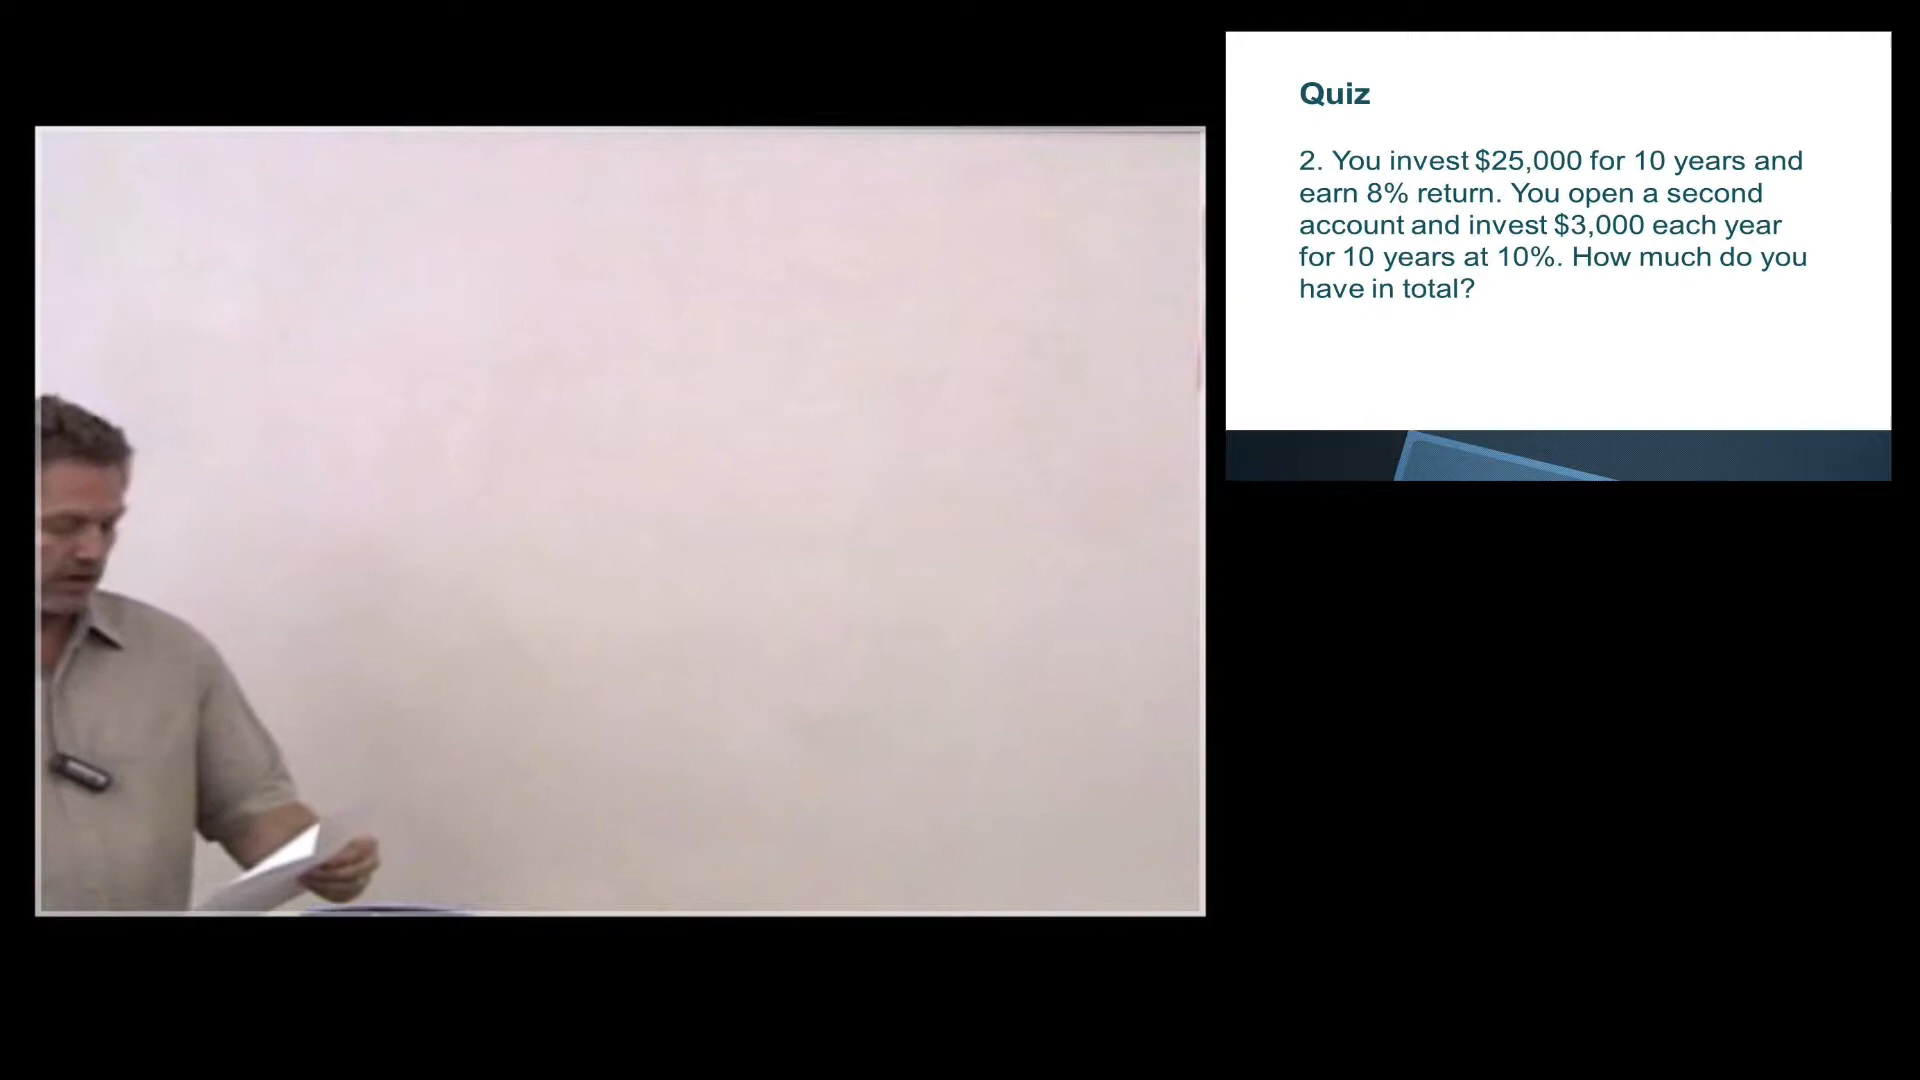 Quiz
2. You invest $25,000 for 10 years and
earn 8% return. You open a second
account and invest $3,000 each year
for 10 years at 10%. How much do you
have in total?